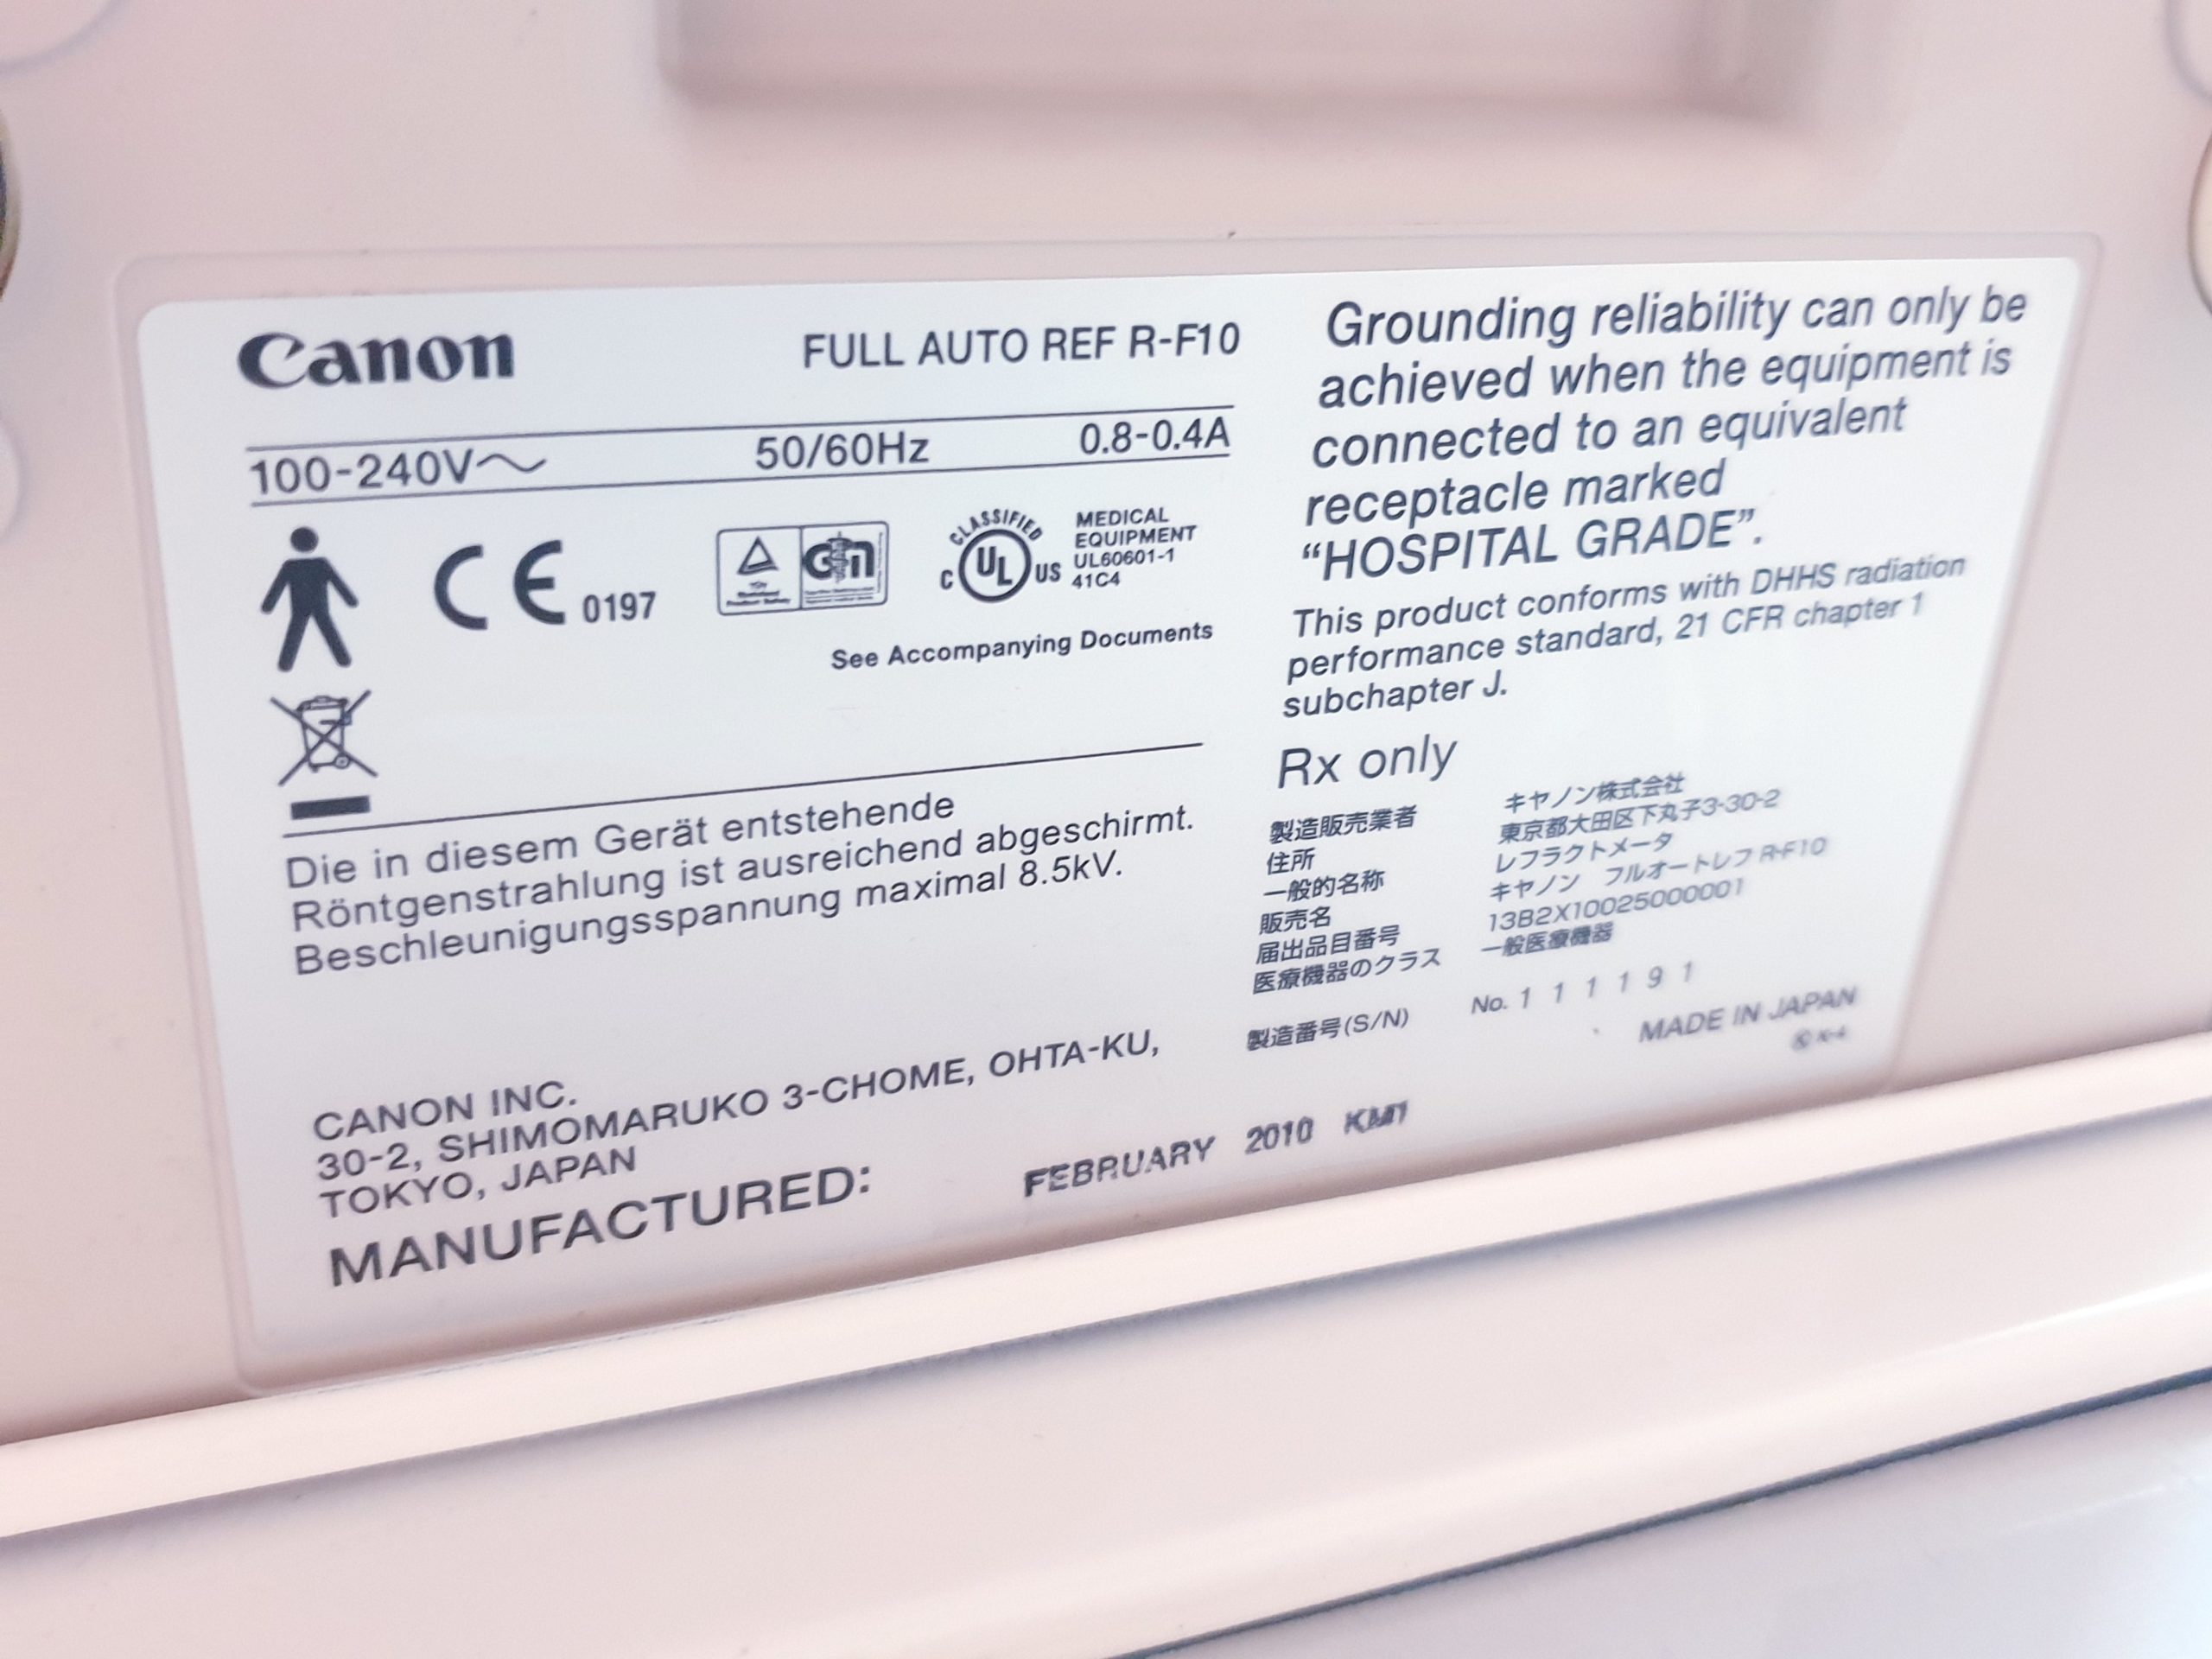 Canon
FULL AUTO REF R-F10
100-240V~
50/60Hz
0.8-0.4A
CE 0197
CLASSIFIED
C UL US
MEDICAL
EQUIPMENT
UL60601-1
41C4
See Accompanying Documents
Die in diesem Gerät entstehende
Röntgenstrahlung ist ausreichend abgeschirmt.
Beschleunigungsspannung maximal 8.5kV.
CANON INC.
30-2, SHIMOMARUKO 3-CHOME, OHTA-KU,
TOKYO, JAPAN
MANUFACTURED:
FEBRUARY 2010
Grounding reliability can only be
achieved when the equipment is
connected to an equivalent
receptacle marked
“HOSPITAL GRADE”.
This product conforms with DHHS radiation
performance standard, 21 CFR chapter 1
subchapter J.
Rx only
製造販売業者 キヤノン株式会社
住所 東京都大田区下丸子3-30-2
一般的名称 レフラクトメータ
販売名 キヤノン フルオートレフ R-F10
届出品目番号 13B2X10025000001
医療機器のクラス 一般医療機器
製造番号(S/N) No. 1 1 1 1 9 1
MADE IN JAPAN